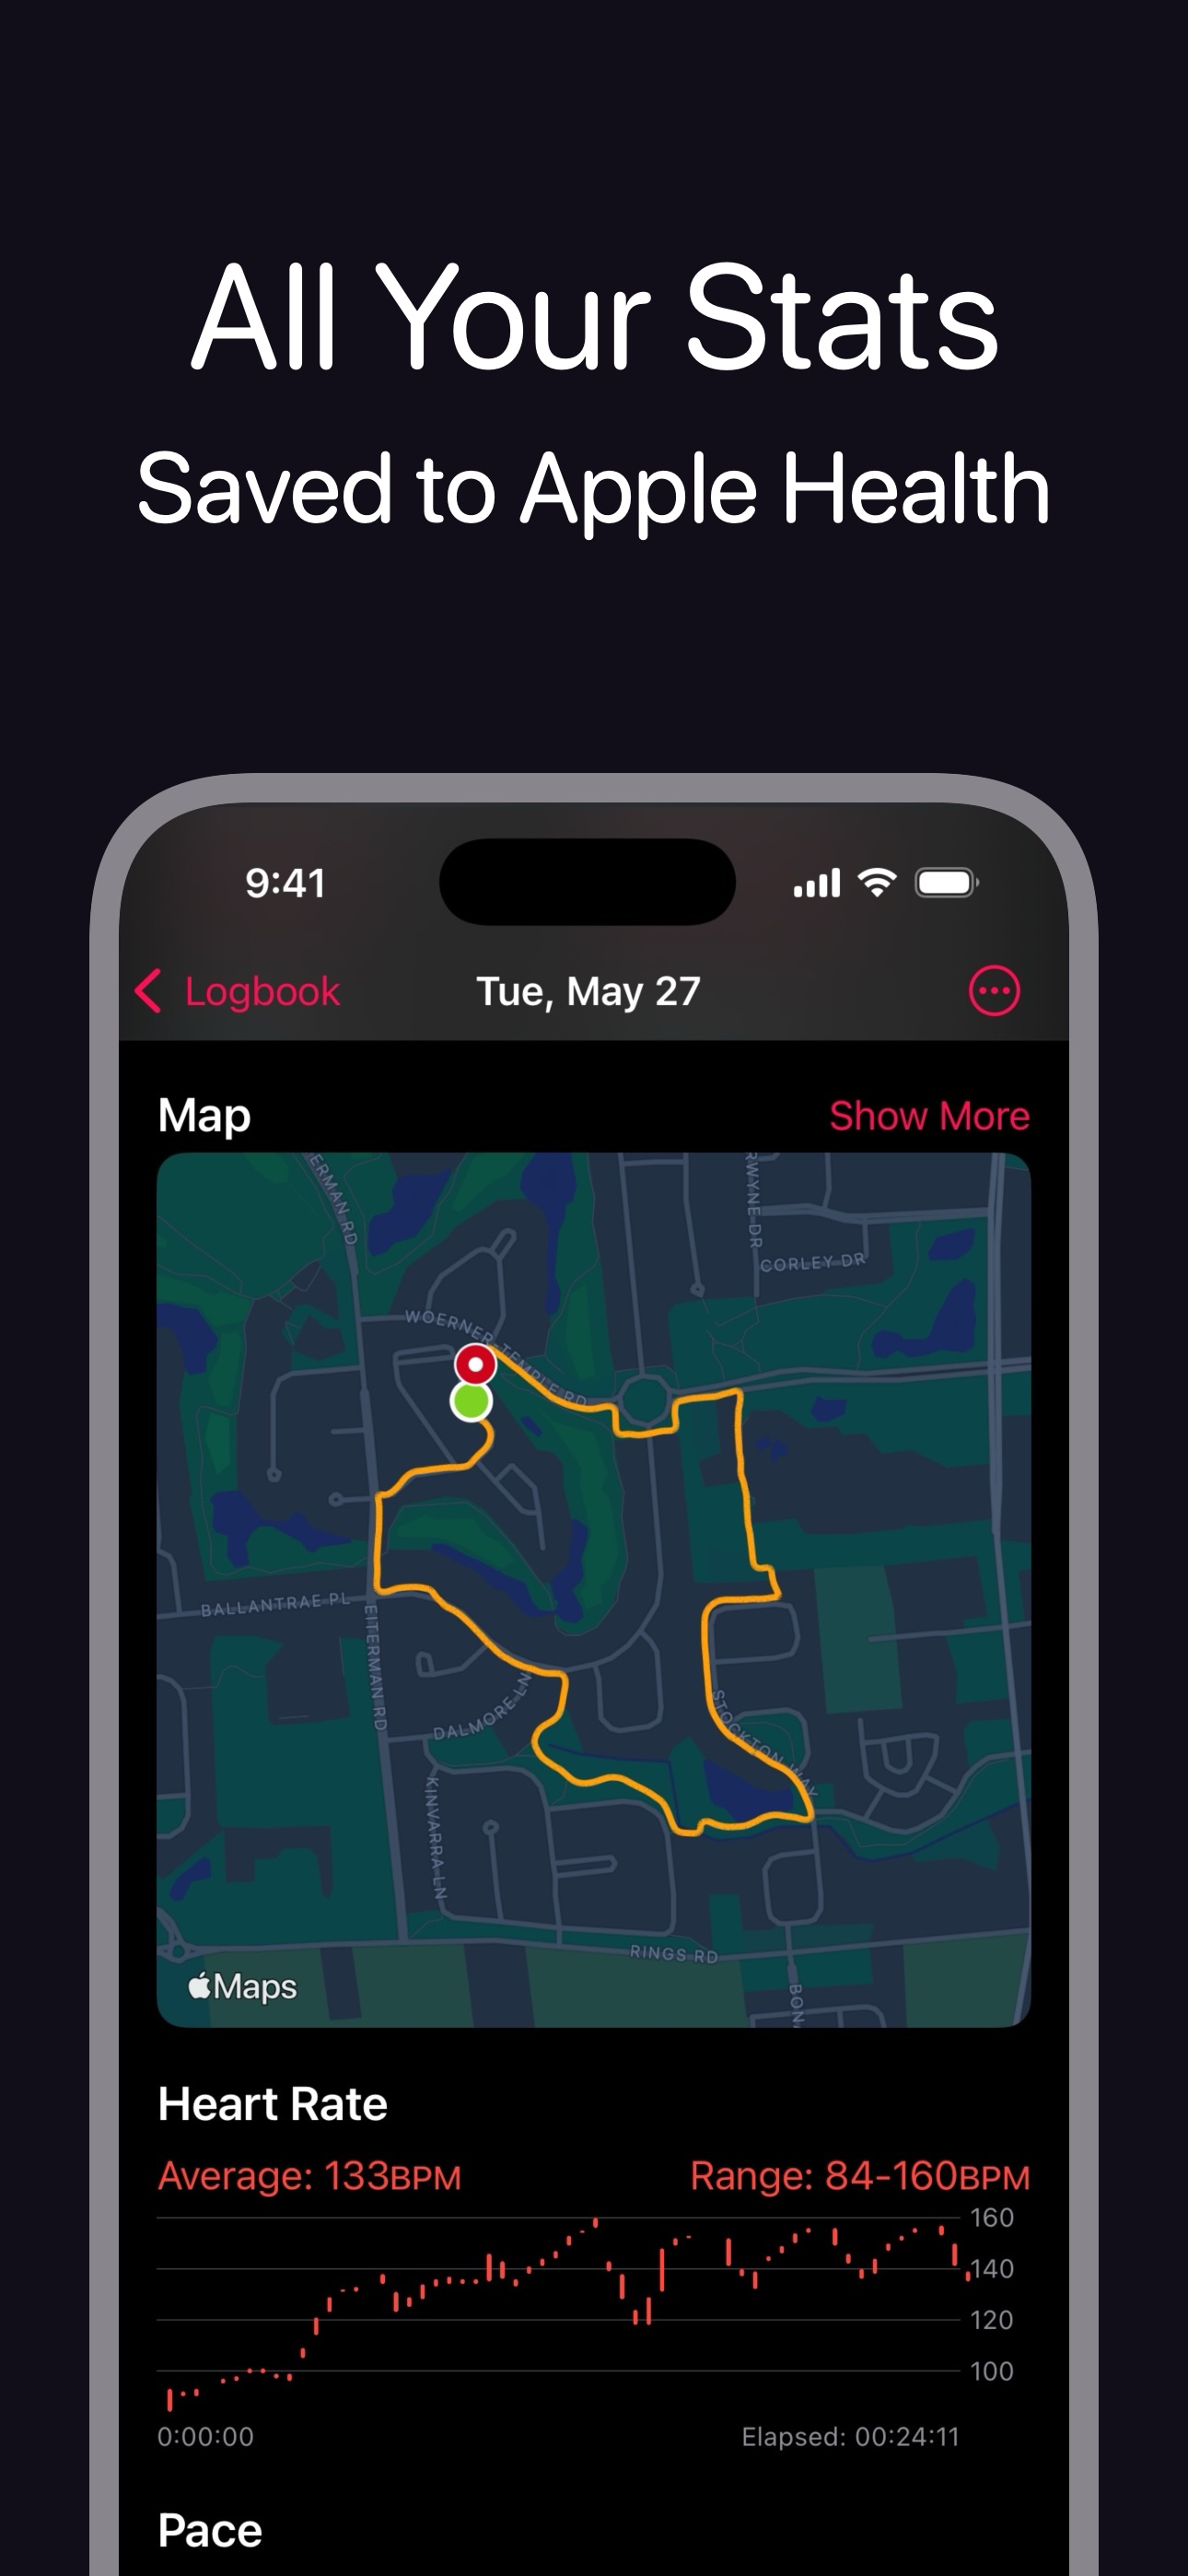 All Your Stats
Saved to Apple Health
9:41
Logbook
Tue, May 27
Map
Show More
ERMAN RD
RWYNE DR
CORLEY DR
WOERNER TEMPLE RD
BALLANTRAE PL
EITERMAN RD
DALMORE LN
STOCKTON WAY
KINVARRA LN
RINGS RD
BON
Maps
Heart Rate
Average: 133BPM
Range: 84-160BPM
160
140
120
100
0:00:00
Elapsed: 00:24:11
Pace